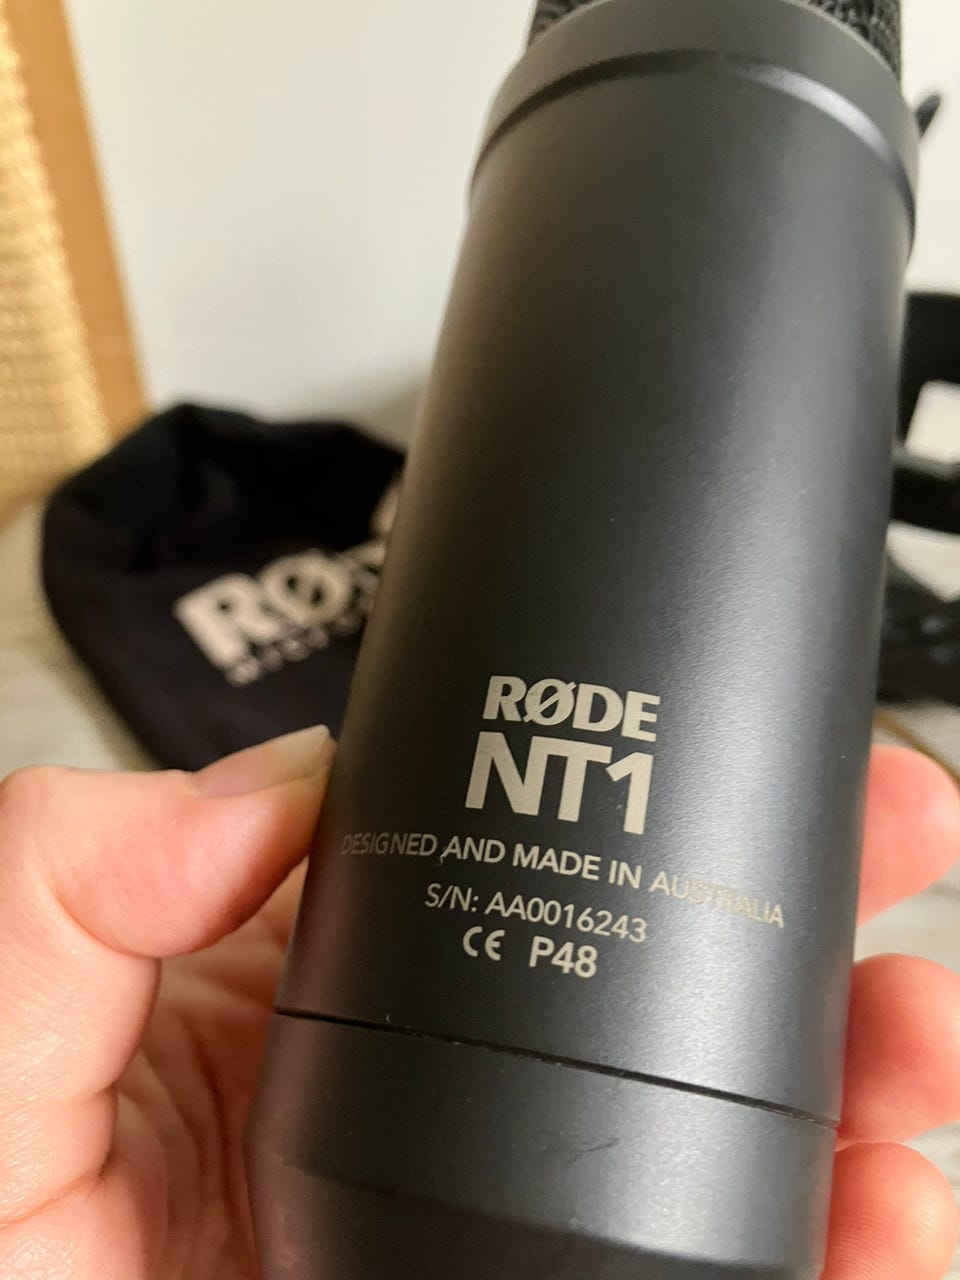 RØDE
NT1
DESIGNED AND MADE IN AUSTRALIA
S/N: AA0016243
CE P48